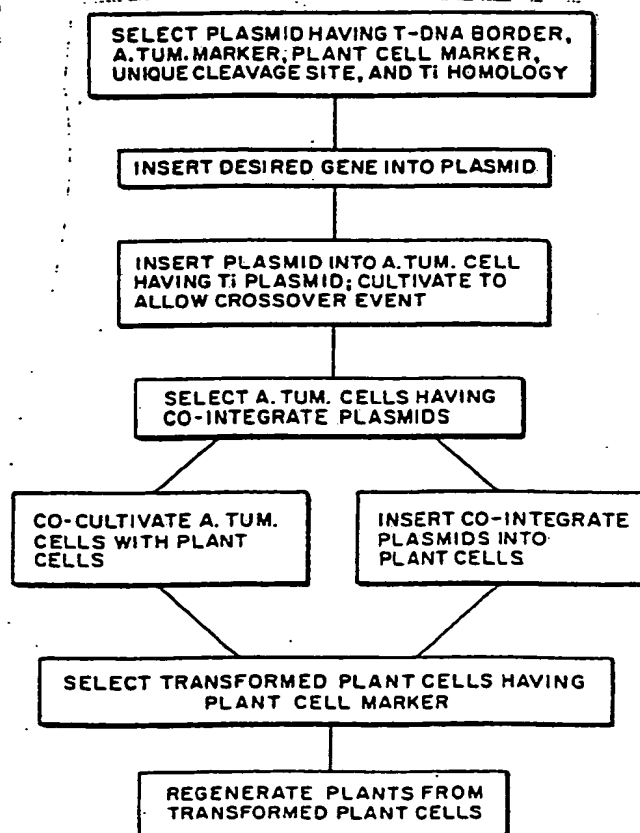 SELECT PLASMID HAVING T-DNA BORDER,
A.TUM. MARKER, PLANT CELL MARKER,
UNIQUE CLEAVAGE SITE, AND Ti HOMOLOGY
INSERT DESIRED GENE INTO PLASMID
INSERT PLASMID INTO A.TUM. CELL
HAVING Ti PLASMID; CULTIVATE TO
ALLOW CROSSOVER EVENT
SELECT A.TUM. CELLS HAVING
CO-INTEGRATE PLASMIDS
CO-CULTIVATE A. TUM.
CELLS WITH PLANT
CELLS
INSERT CO-INTEGRATE
PLASMIDS INTO
PLANT CELLS
SELECT TRANSFORMED PLANT CELLS HAVING
PLANT CELL MARKER
REGENERATE PLANTS FROM
TRANSFORMED PLANT CELLS